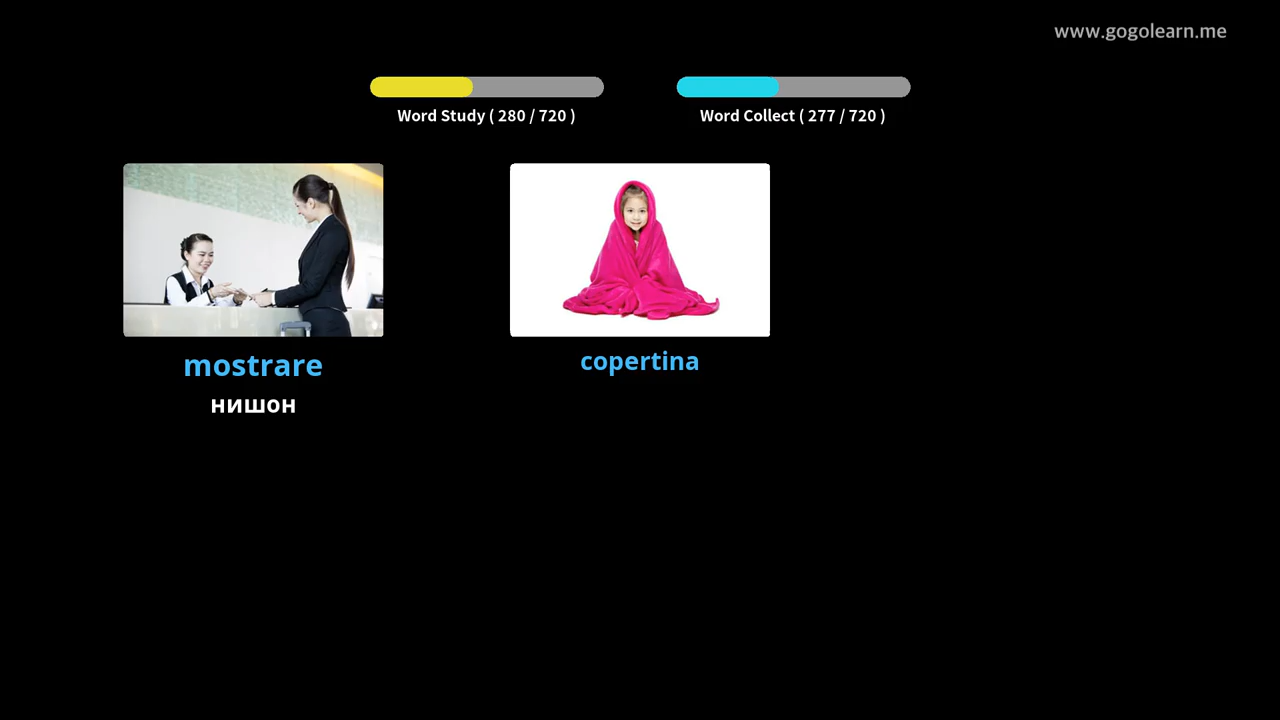 www.gogolearn.me
Word Study ( 280 / 720 )
Word Collect ( 277 / 720 )
mostrare
нишон
copertina